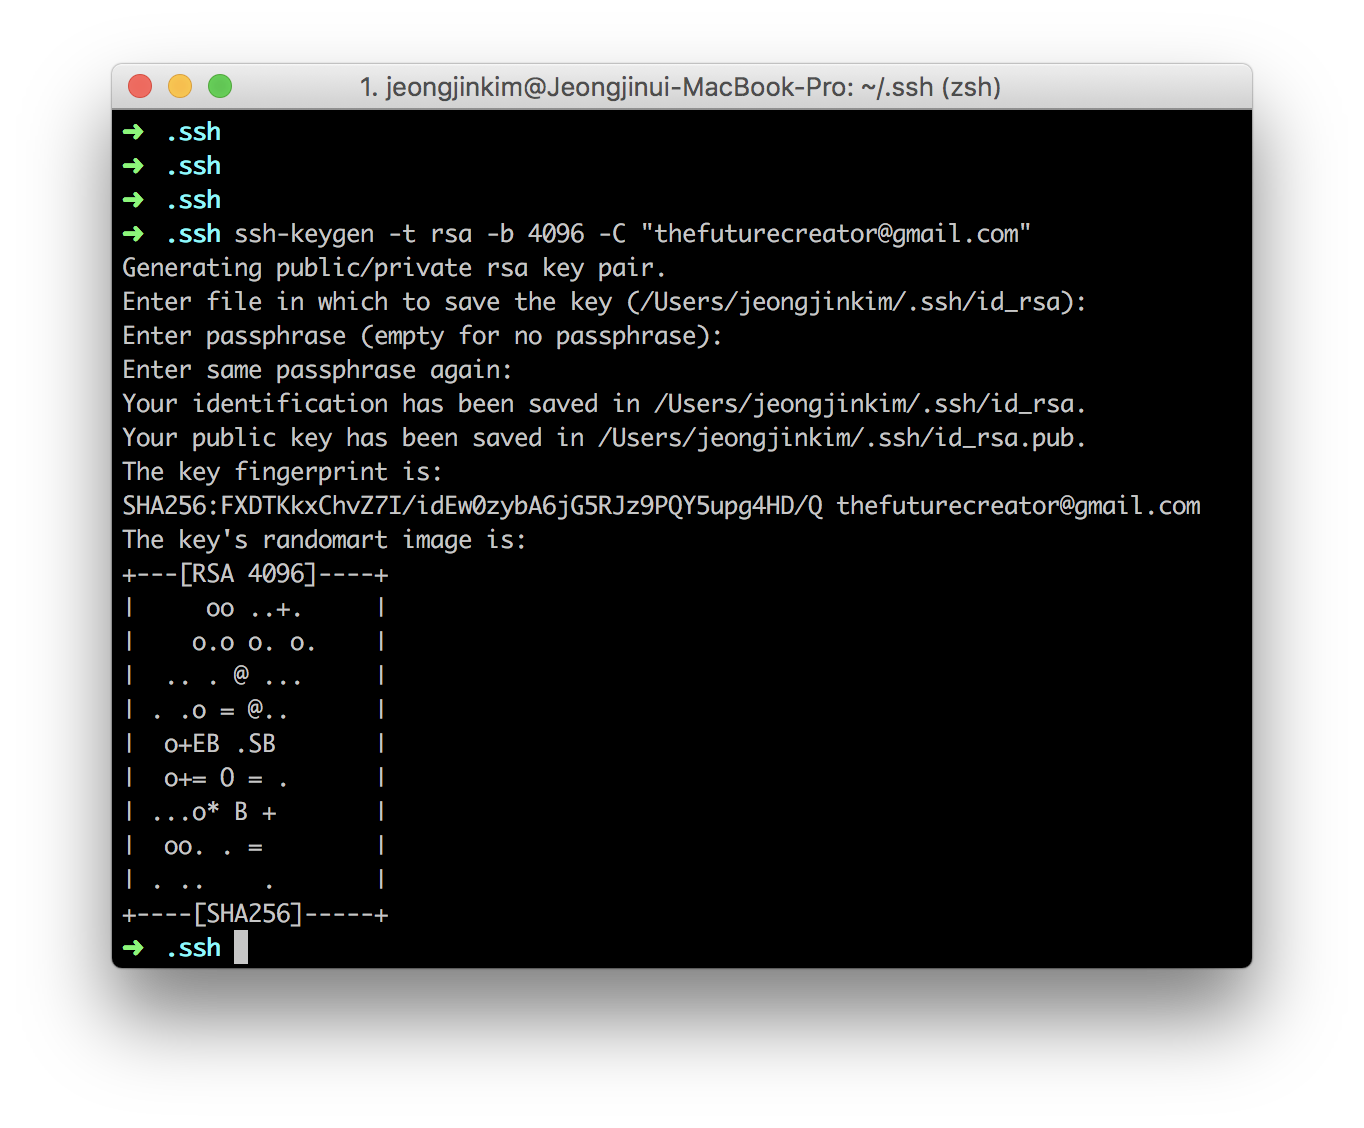 1. jeongjinkim@Jeongjinui-MacBook-Pro: ~/.ssh (zsh)
➜  .ssh
➜  .ssh
➜  .ssh
➜  .ssh ssh-keygen -t rsa -b 4096 -C "thefuturecreator@gmail.com"
Generating public/private rsa key pair.
Enter file in which to save the key (/Users/jeongjinkim/.ssh/id_rsa):
Enter passphrase (empty for no passphrase):
Enter same passphrase again:
Your identification has been saved in /Users/jeongjinkim/.ssh/id_rsa.
Your public key has been saved in /Users/jeongjinkim/.ssh/id_rsa.pub.
The key fingerprint is:
SHA256:FXDTKkxChvZ7I/idEw0zybA6jG5RJz9PQY5upg4HD/Q thefuturecreator@gmail.com
The key's randomart image is:
+---[RSA 4096]----+
|     oo ..+.     |
|    o.o o. o.    |
|  .. . @ ...     |
| . .o = @..      |
|  o+EB .SB       |
|  o+= O = .      |
| ...o* B +       |
|  oo. . =        |
| . ..    .       |
+----[SHA256]-----+
➜  .ssh